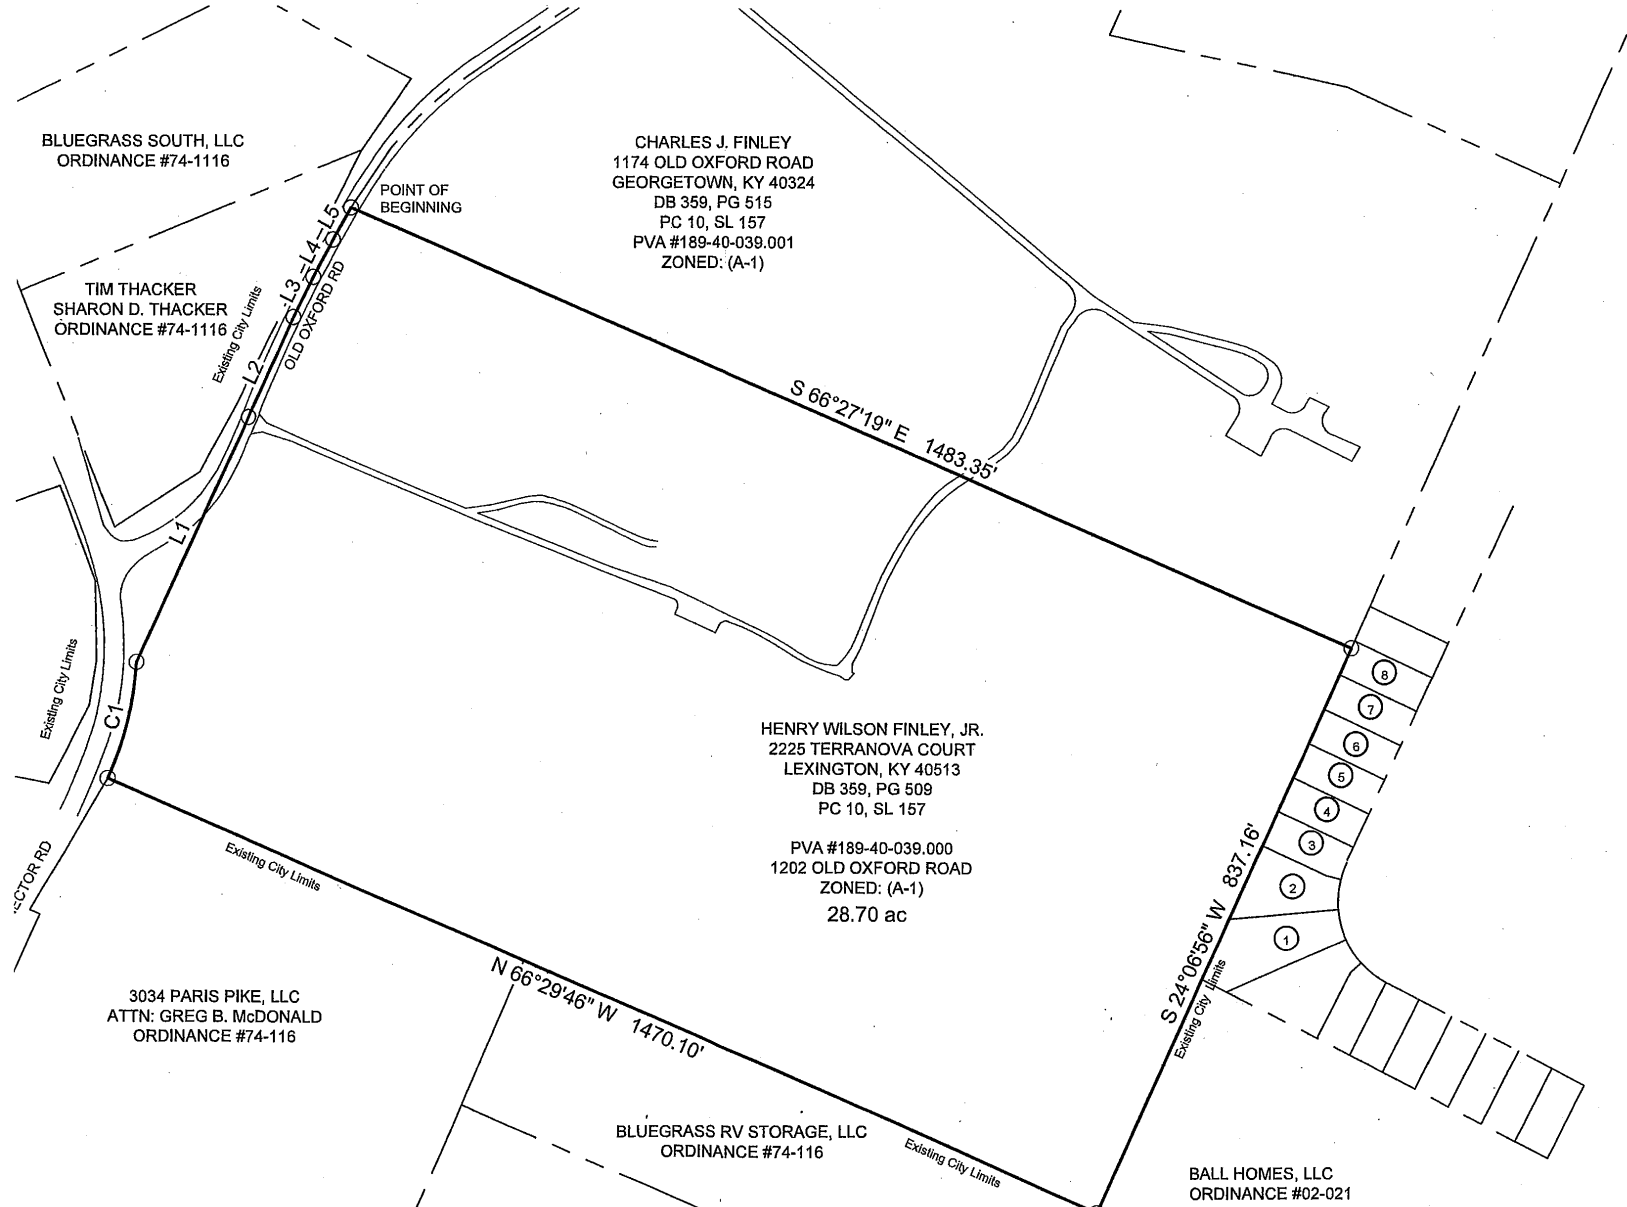 BLUEGRASS SOUTH, LLC
ORDINANCE #74-1116
CHARLES J. FINLEY
1174 OLD OXFORD ROAD
GEORGETOWN, KY 40324
DB 359, PG 515
PC 10, SL 157
PVA #189-40-039.001
ZONED: (A-1)
POINT OF
BEGINNING
L5
L4
L3
L2
L1
C1
OLD OXFORD RD
TIM THACKER
SHARON D. THACKER
ORDINANCE #74-1116
Existing City Limits
S 66°27'19" E 1483.35'
Existing City Limits
HENRY WILSON FINLEY, JR.
2225 TERRANOVA COURT
LEXINGTON, KY 40513
DB 359, PG 509
PC 10, SL 157
PVA #189-40-039.000
1202 OLD OXFORD ROAD
ZONED: (A-1)
28.70 ac
8
7
6
5
4
3
2
1
S 24°06'56" W 837.16'
Existing City Limits
Existing City Limits
N 66°29'46" W 1470.10'
3034 PARIS PIKE, LLC
ATTN: GREG B. McDONALD
ORDINANCE #74-116
BLUEGRASS RV STORAGE, LLC
ORDINANCE #74-116
Existing City Limits
BALL HOMES, LLC
ORDINANCE #02-021
ECTOR RD